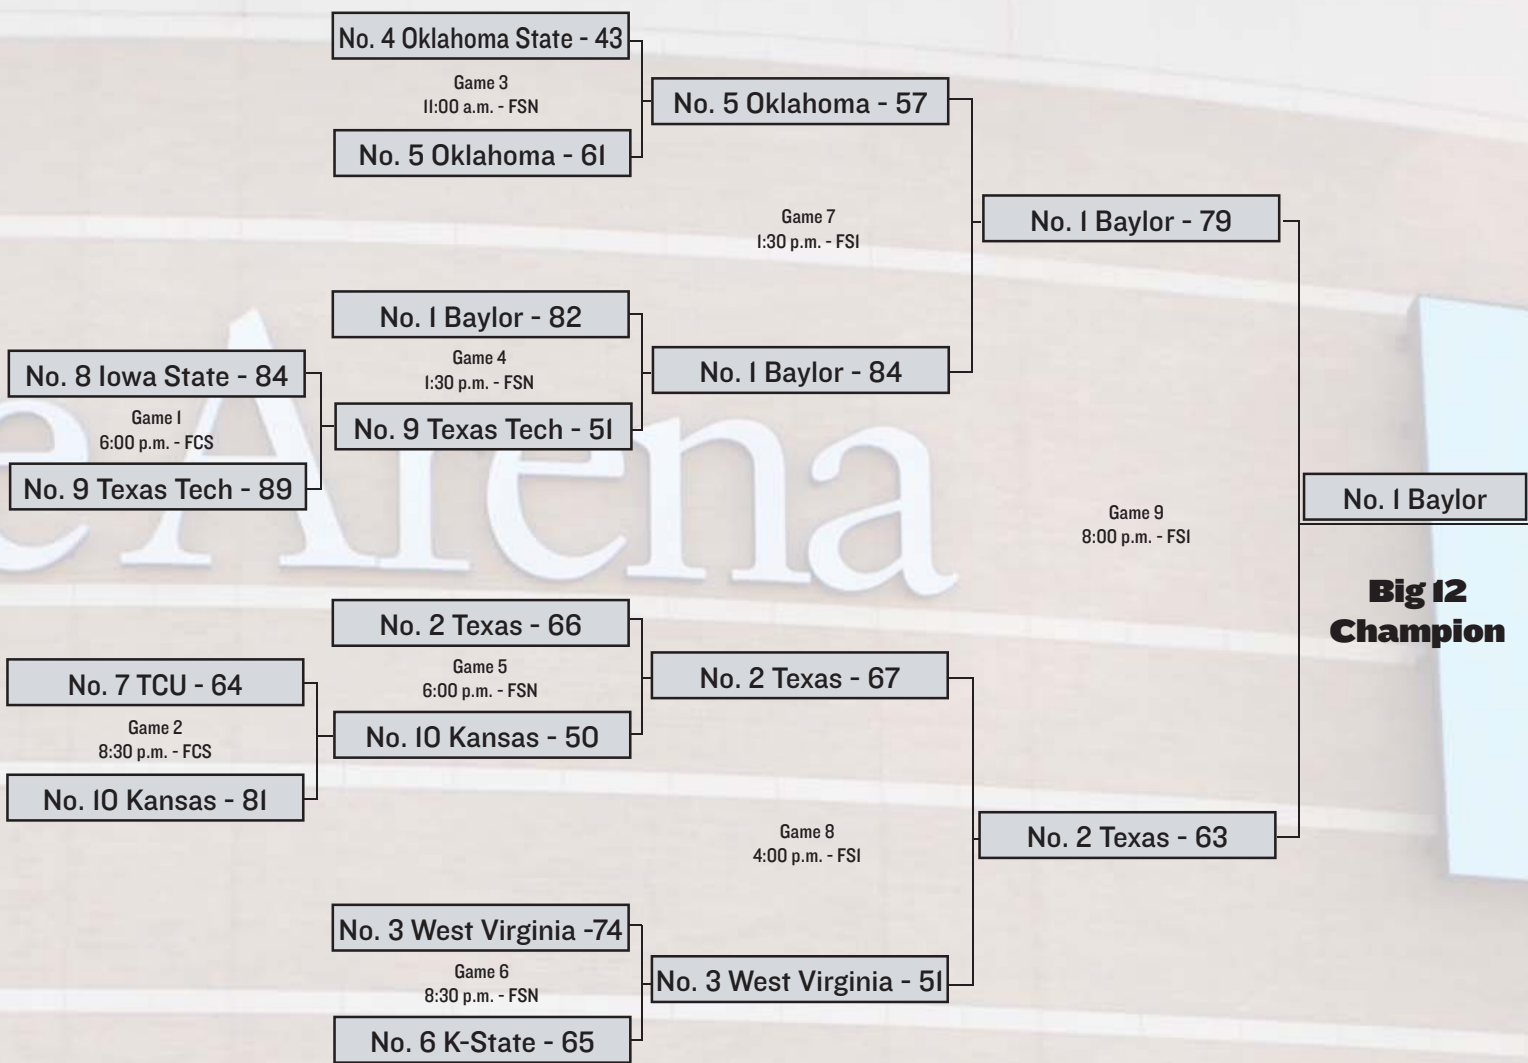 No. 4 Oklahoma State - 43
Game 3
11:00 a.m. - FSN
No. 5 Oklahoma - 61
No. 5 Oklahoma - 57
Game 7
1:30 p.m. - FS1
No. 1 Baylor - 79
No. 1 Baylor - 82
Game 4
1:30 p.m. - FSN
No. 9 Texas Tech - 51
No. 1 Baylor - 84
No. 8 Iowa State - 84
Game 1
6:00 p.m. - FCS
No. 9 Texas Tech - 89
e Arena
Game 9
8:00 p.m. - FS1
No. 1 Baylor
Big 12
Champion
No. 2 Texas - 66
Game 5
6:00 p.m. - FSN
No. 10 Kansas - 50
No. 2 Texas - 67
No. 7 TCU - 64
Game 2
8:30 p.m. - FCS
No. 10 Kansas - 81
Game 8
4:00 p.m. - FS1
No. 2 Texas - 63
No. 3 West Virginia -74
Game 6
8:30 p.m. - FSN
No. 6 K-State - 65
No. 3 West Virginia - 51